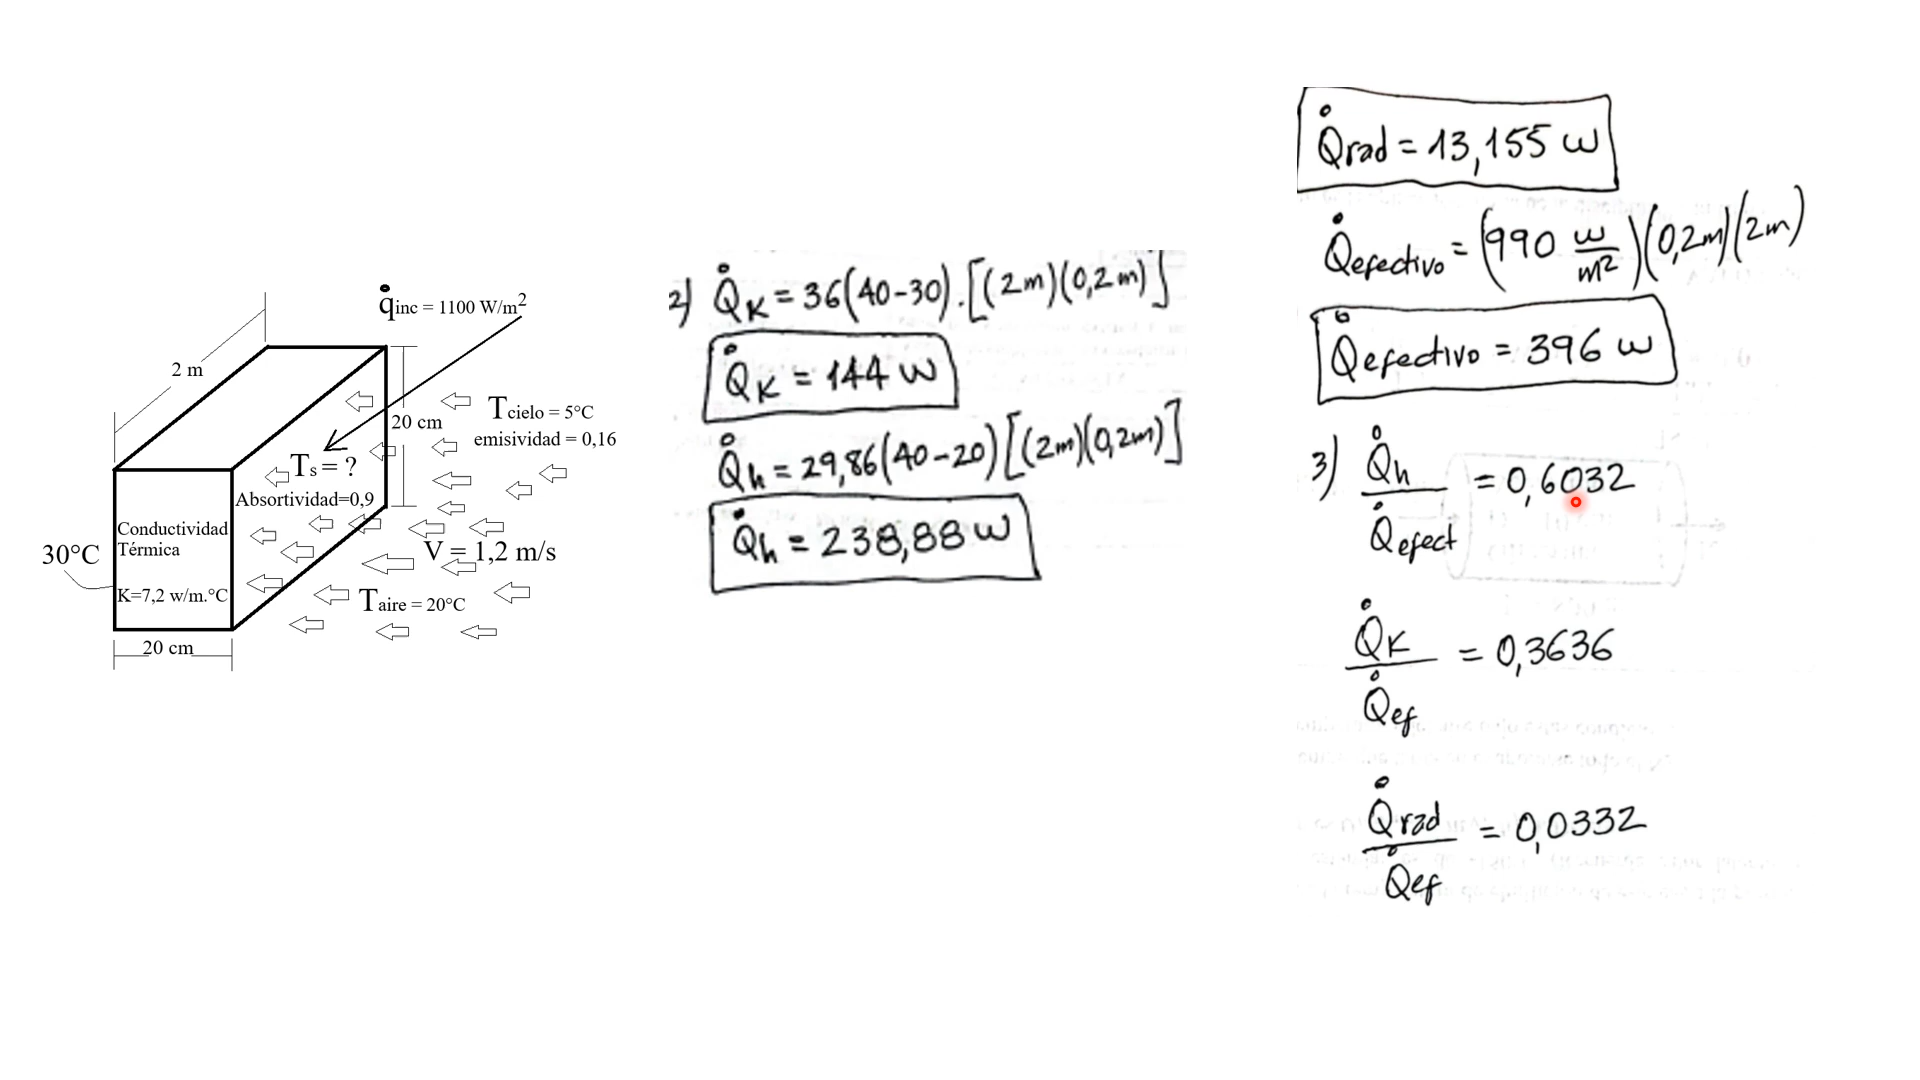 q̇inc = 1100 W/m²
2 m
20 cm
Tcielo = 5°C
emisividad = 0,16
Ts = ?
Absortividad=0,9
Conductividad
Térmica
30°C
K=7,2 w/m.°C
V = 1,2 m/s
Taire = 20°C
20 cm
2) Q̇K = 36(40-30).[(2m)(0,2m)]
Q̇K = 144 w
Q̇h = 29,86(40-20)[(2m)(0,2m)]
Q̇h = 238,88 w
Q̇rad = 13,155 w
Q̇efectivo = (990 w/m²)(0,2m)(2m)
Q̇efectivo = 396 w
3) Q̇h/Q̇efect = 0,6032
Q̇K/Q̇ef = 0,3636
Q̇rad/Q̇ef = 0,0332